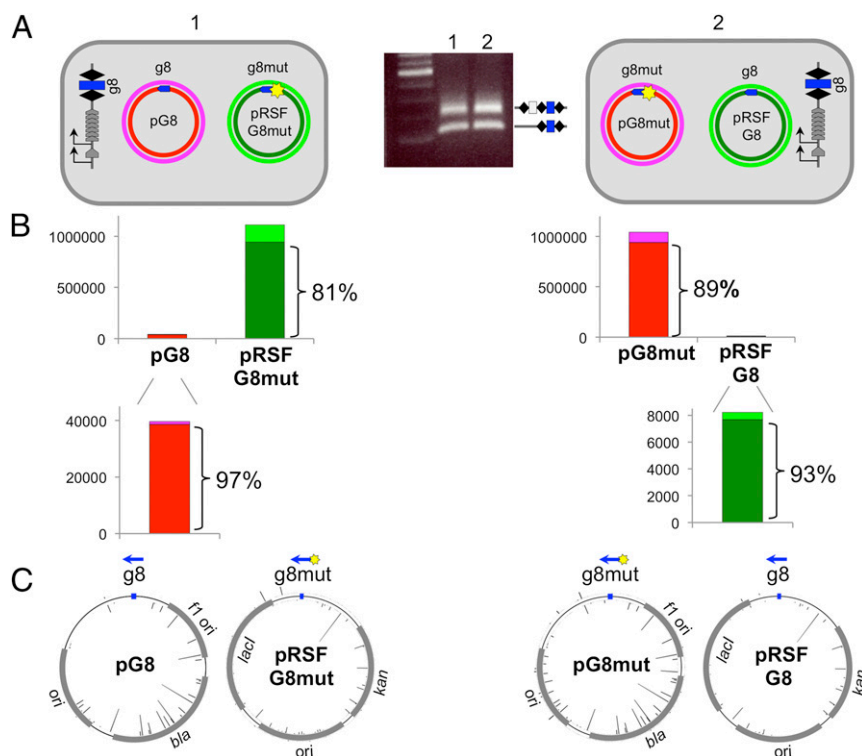 A
1
1 2
2
g8
g8
g8mut
pG8
pRSF
G8mut
g8mut
g8
pG8mut
pRSF
G8
g8
B
1000000
500000
0
81%
pG8
pRSF
G8mut
1000000
500000
0
89%
pG8mut
pRSF
G8
40000
20000
0
97%
8000
6000
4000
2000
0
93%
C
g8
g8mut
g8mut
g8
f1 ori
ori
bla
pG8
lacI
kan
ori
pRSF
G8mut
f1 ori
ori
bla
pG8mut
lacI
kan
ori
pRSF
G8